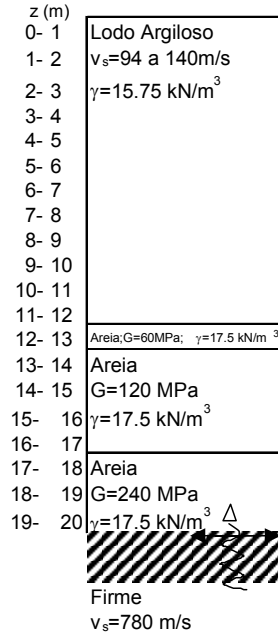 z (m)
0- 1 Lodo Argiloso
1- 2 vs=94 a 140m/s
2- 3 γ=15.75 kN/m3
3- 4
4- 5
5- 6
6- 7
7- 8
8- 9
9- 10
10- 11
11- 12
12- 13 Areia;G=60MPa; γ=17.5 kN/m 3
13- 14 Areia
14- 15 G=120 MPa
15- 16 γ=17.5 kN/m3
16- 17
17- 18 Areia
18- 19 G=240 MPa
19- 20 γ=17.5 kN/m3
Firme
vs=780 m/s